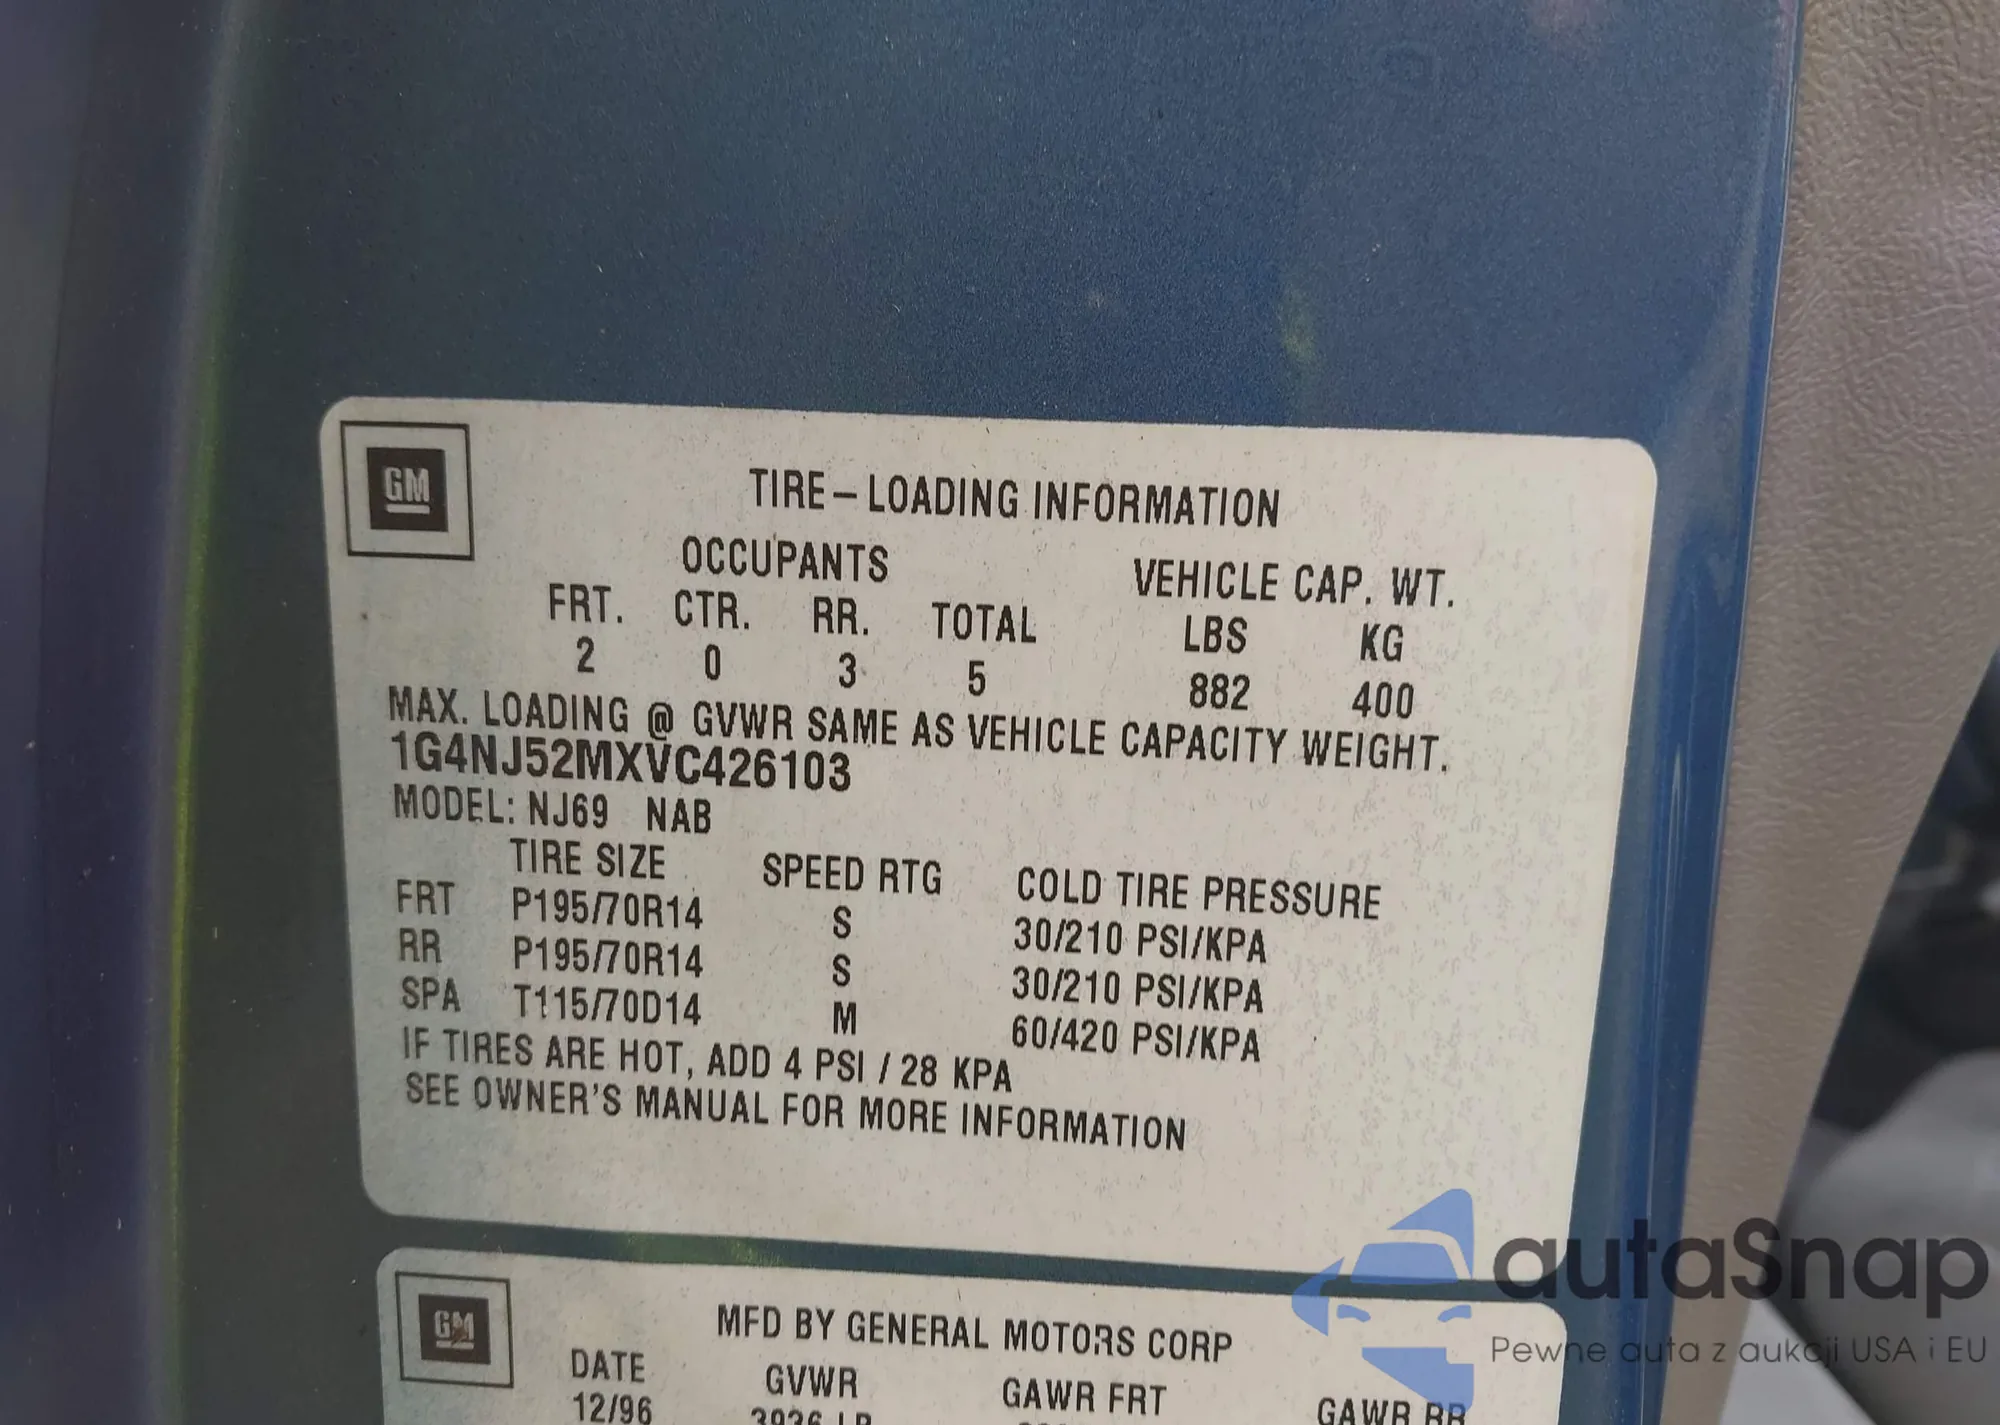 GM
TIRE – LOADING INFORMATION
OCCUPANTS VEHICLE CAP. WT.
FRT. CTR. RR. TOTAL LBS KG
2 0 3 5 882 400
MAX. LOADING @ GVWR SAME AS VEHICLE CAPACITY WEIGHT.
1G4NJ52MXVC426103
MODEL: NJ69 NAB
TIRE SIZE SPEED RTG COLD TIRE PRESSURE
FRT P195/70R14 S 30/210 PSI/KPA
RR P195/70R14 S 30/210 PSI/KPA
SPA T115/70D14 M 60/420 PSI/KPA
IF TIRES ARE HOT, ADD 4 PSI / 28 KPA
SEE OWNER'S MANUAL FOR MORE INFORMATION
GM
MFD BY GENERAL MOTORS CORP
DATE GVWR GAWR FRT GAWR RR
12/96
autaSnap
Pewne auta z aukcji USA i EU